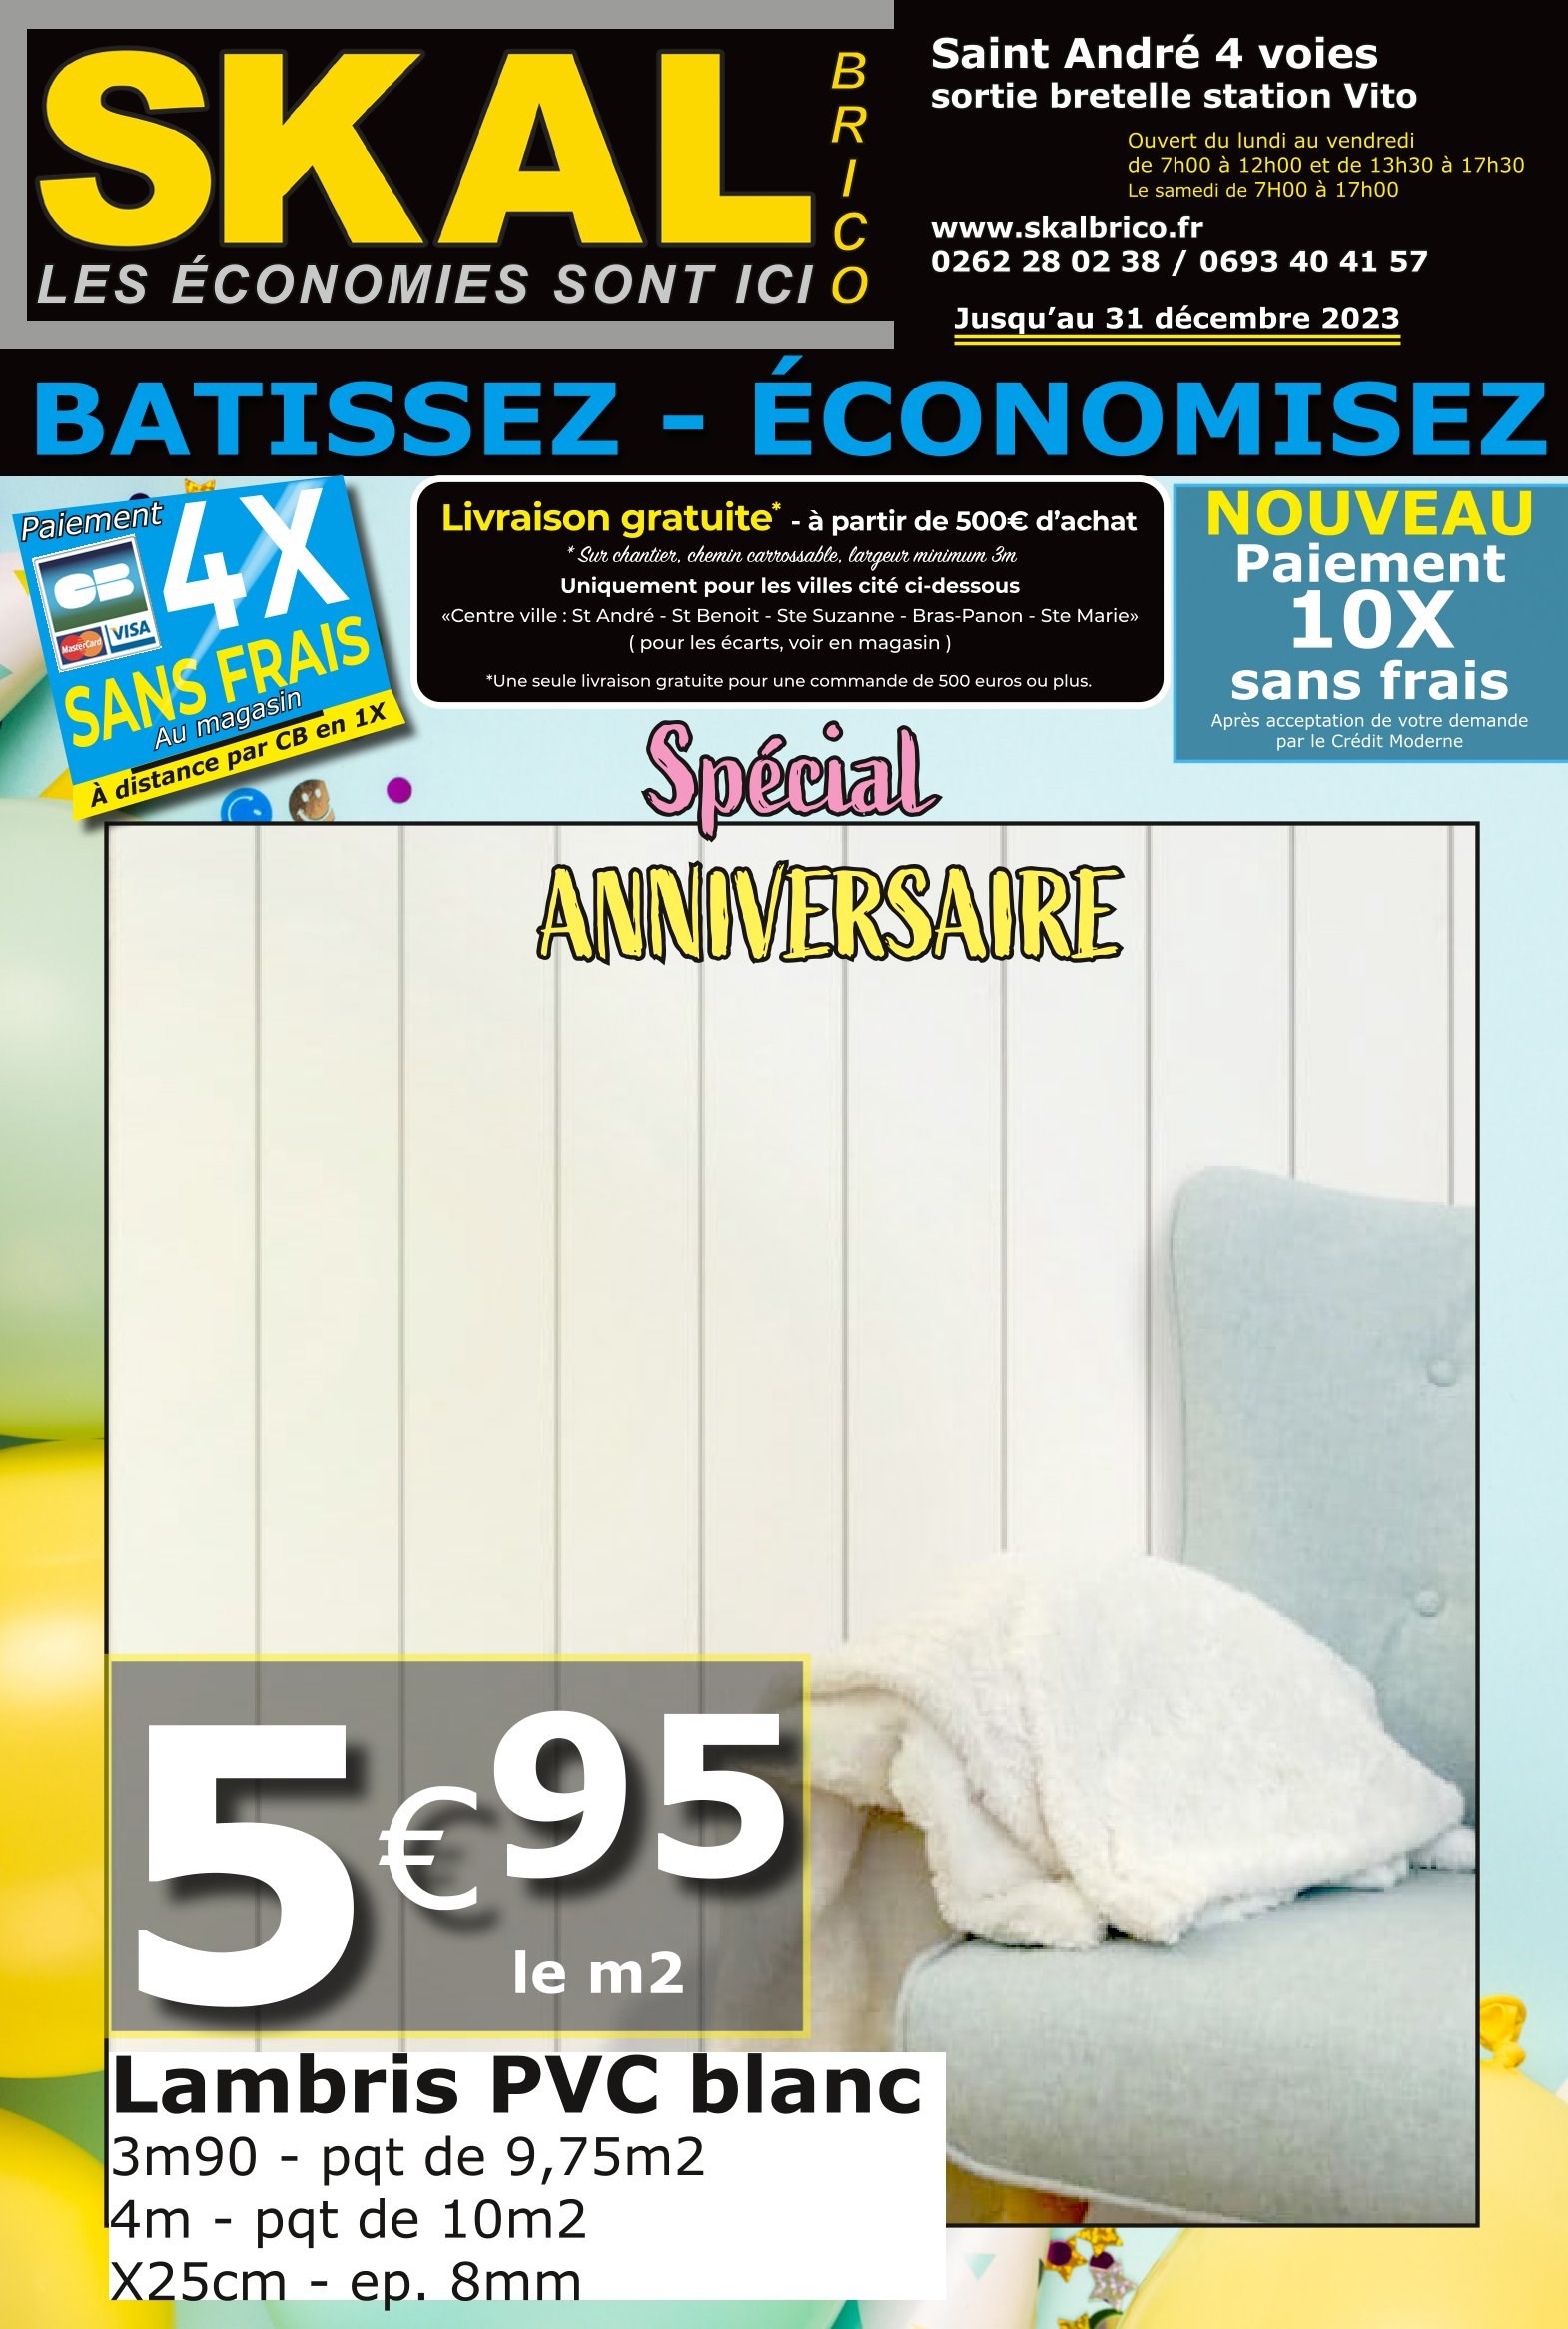 SKAL
BRICO
LES ÉCONOMIES SONT ICI
Saint André 4 voies
sortie bretelle station Vito
Ouvert du lundi au vendredi
de 7h00 à 12h00 et de 13h30 à 17h30
Le samedi de 7H00 à 17h00
www.skalbrico.fr
0262 28 02 38 / 0693 40 41 57
Jusqu’au 31 décembre 2023
BATISSEZ - ÉCONOMISEZ
Paiement
4X
CB
MasterCard
VISA
SANS FRAIS
Au magasin
À distance par CB en 1X
Livraison gratuite* - à partir de 500€ d’achat
* Sur chantier, chemin carrossable, largeur minimum 3m
Uniquement pour les villes cité ci-dessous
«Centre ville : St André - St Benoit - Ste Suzanne - Bras-Panon - Ste Marie»
( pour les écarts, voir en magasin )
*Une seule livraison gratuite pour une commande de 500 euros ou plus.
NOUVEAU
Paiement
10X
sans frais
Après acceptation de votre demande
par le Crédit Moderne
Spécial
ANNIVERSAIRE
5€95
le m2
Lambris PVC blanc
3m90 - pqt de 9,75m2
4m - pqt de 10m2
X25cm - ep. 8mm